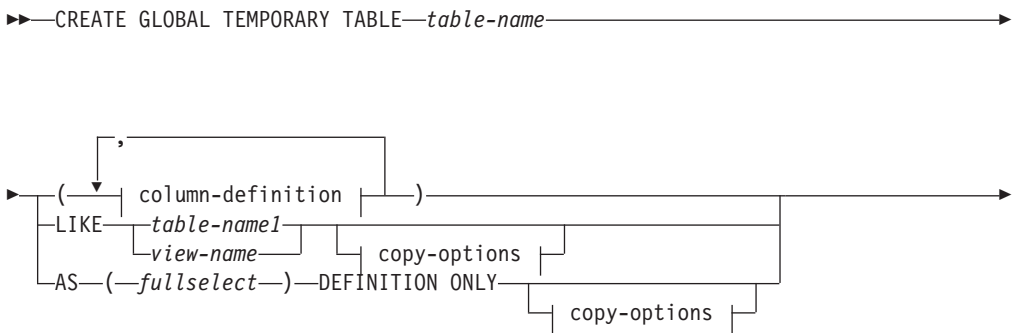 CREATE GLOBAL TEMPORARY TABLE table-name
,
( column-definition )
LIKE table-name1
view-name copy-options
AS ( fullselect ) DEFINITION ONLY
copy-options